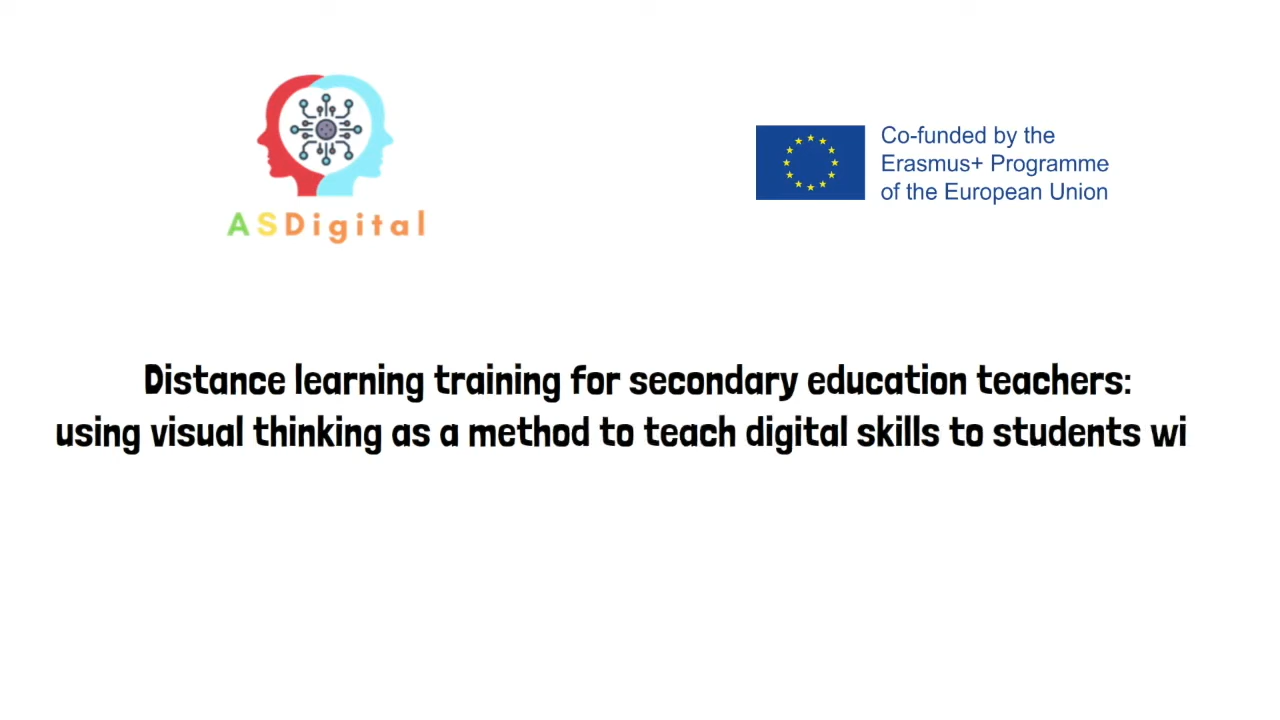 ASDigital
Co-funded by the
Erasmus+ Programme
of the European Union
Distance learning training for secondary education teachers:
using visual thinking as a method to teach digital skills to students wi